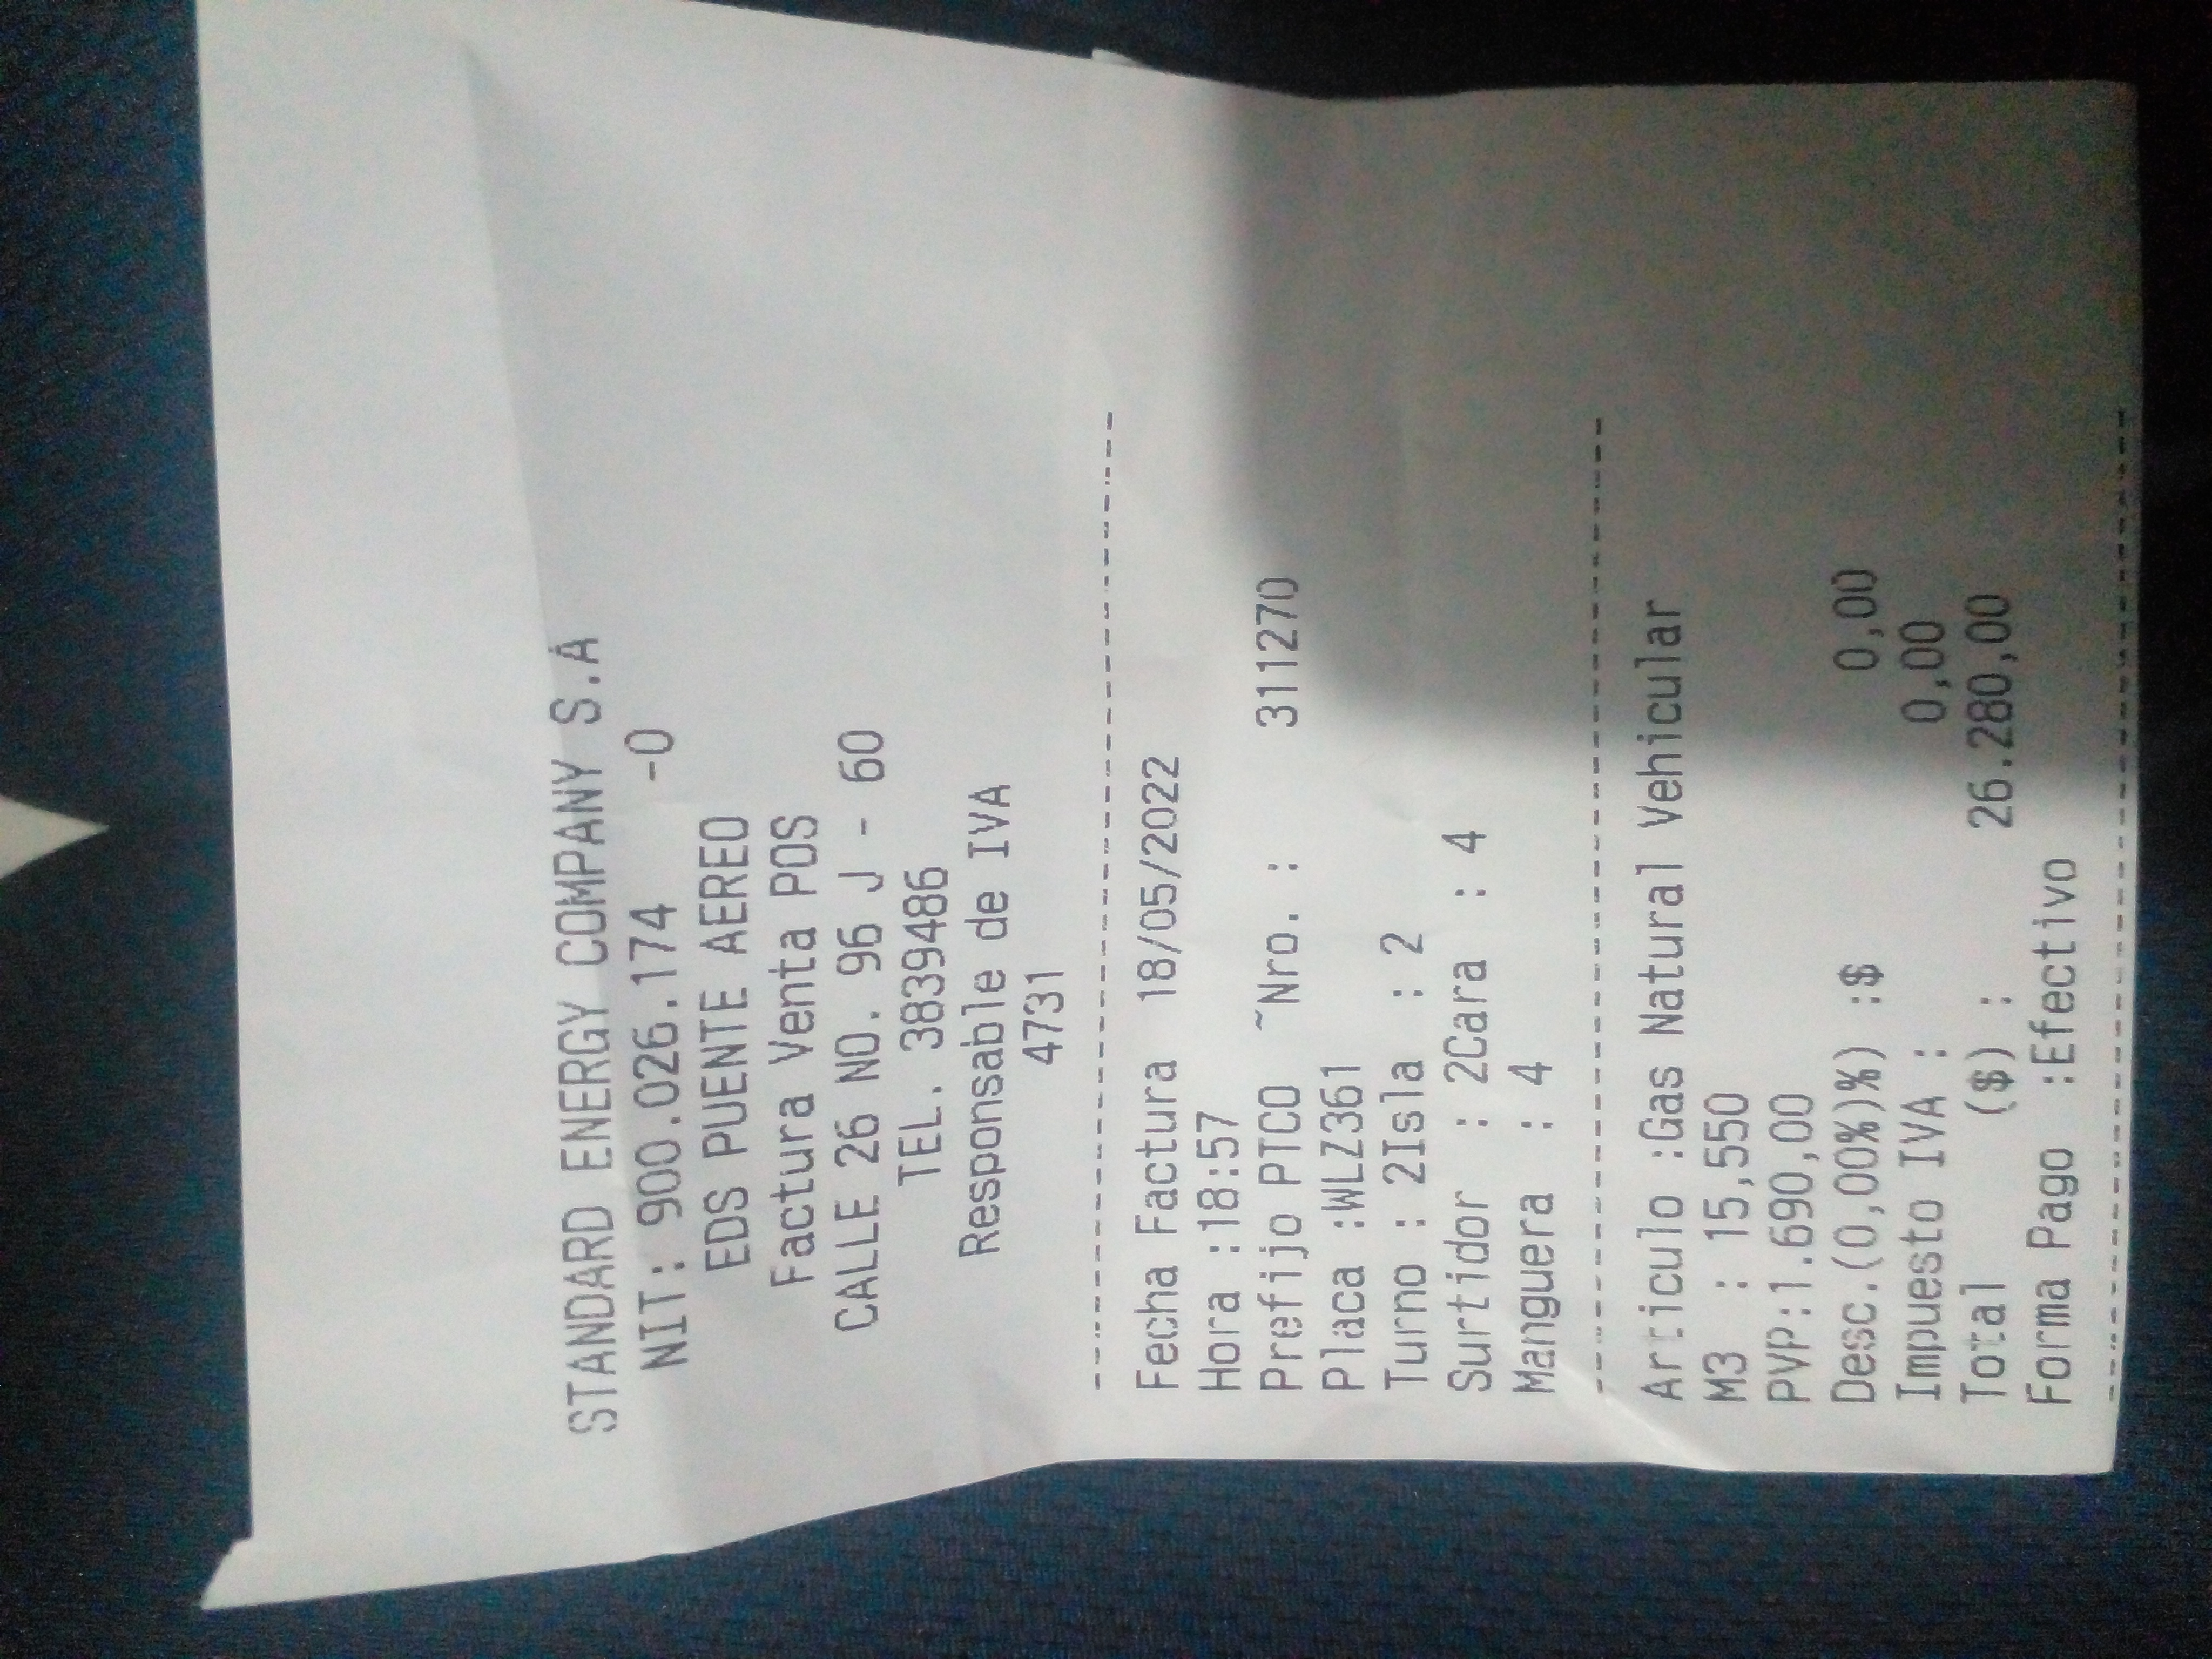 STANDARD ENERGY COMPANY S.A
NIT: 900.026.174 -0
EDS PUENTE AEREO
Factura Venta POS
CALLE 26 NO. 96 J - 60
TEL. 3839486
Responsable de IVA
4731
Fecha Factura 18/05/2022
Hora :18:57
Prefijo PTCO ~Nro. : 311270
Placa :WLZ361
Turno : 2Isla : 2
Surtidor : 2Cara : 4
Manguera : 4
Articulo :Gas Natural Vehicular
M3 : 15,550
PVP:1.690,00
Desc.(0,00%)%) :$ 0,00
Impuesto IVA : 0,00
Total ($) : 26.280,00
Forma Pago :Efectivo